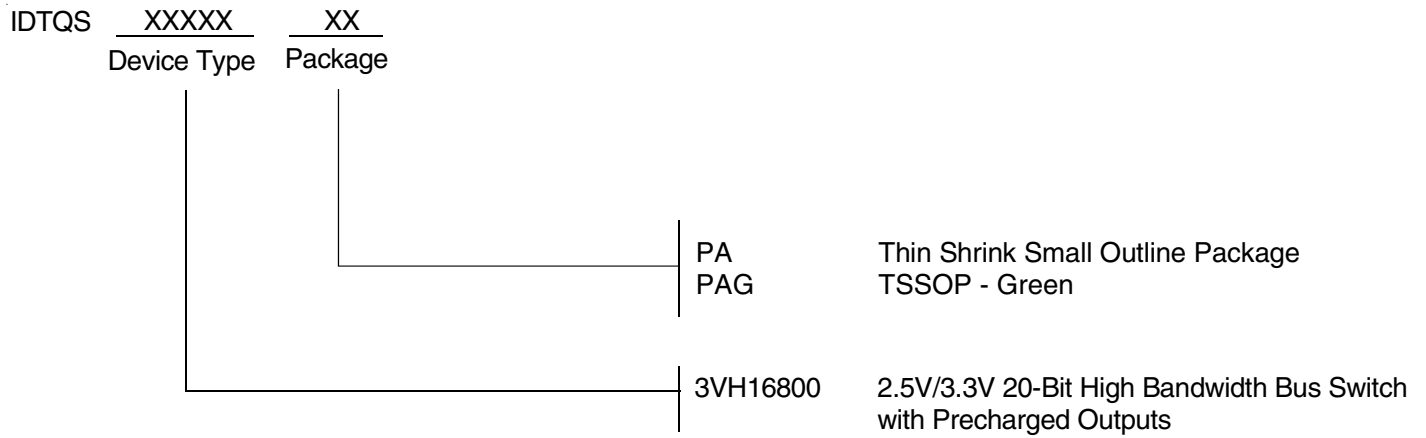 IDTQS XXXXX XX
Device Type Package
PA Thin Shrink Small Outline Package
PAG TSSOP - Green
3VH16800 2.5V/3.3V 20-Bit High Bandwidth Bus Switch
with Precharged Outputs